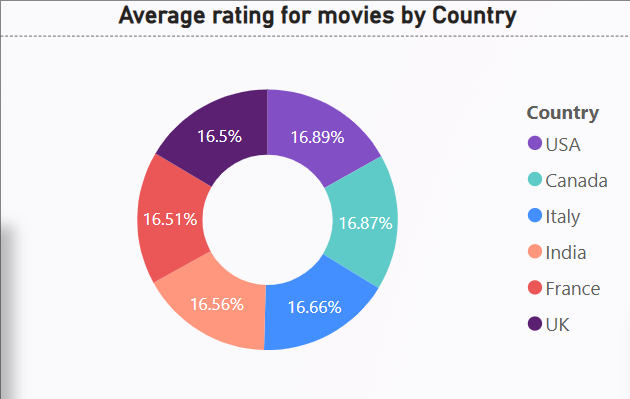 Average rating for movies by Country
16.5%
16.89%
16.51%
16.87%
16.56%
16.66%
Country
USA
Canada
Italy
India
France
UK